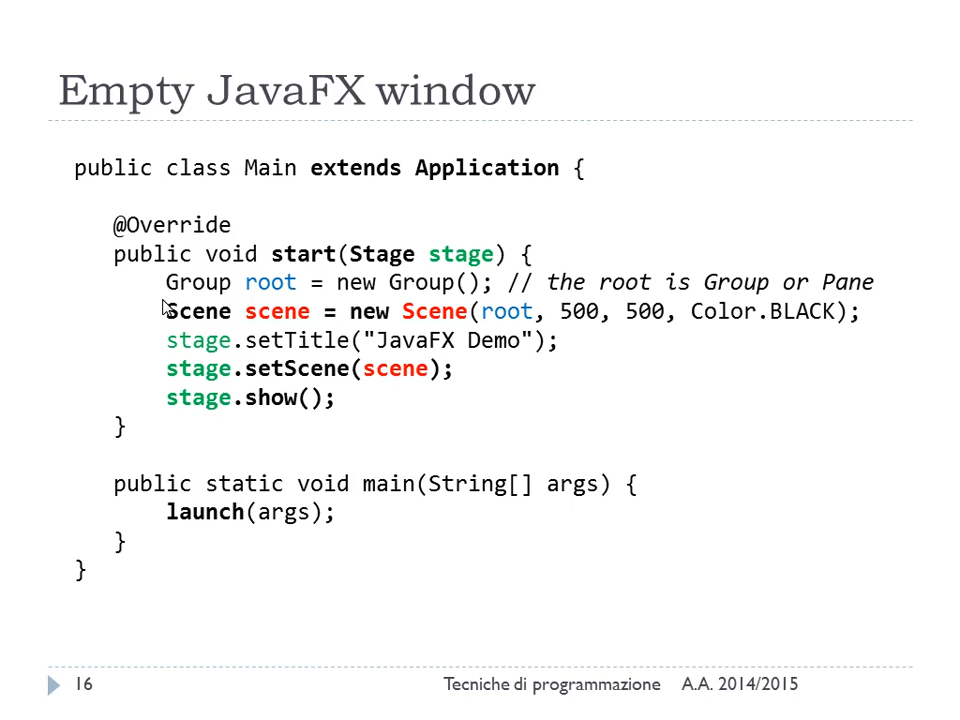 Empty JavaFX window
public class Main extends Application {
@Override
public void start(Stage stage) {
Group root = new Group(); // the root is Group or Pane
Scene scene = new Scene(root, 500, 500, Color.BLACK);
stage.setTitle("JavaFX Demo");
stage.setScene(scene);
stage.show();
}
public static void main(String[] args) {
launch(args);
}
}
16 Tecniche di programmazione A.A. 2014/2015